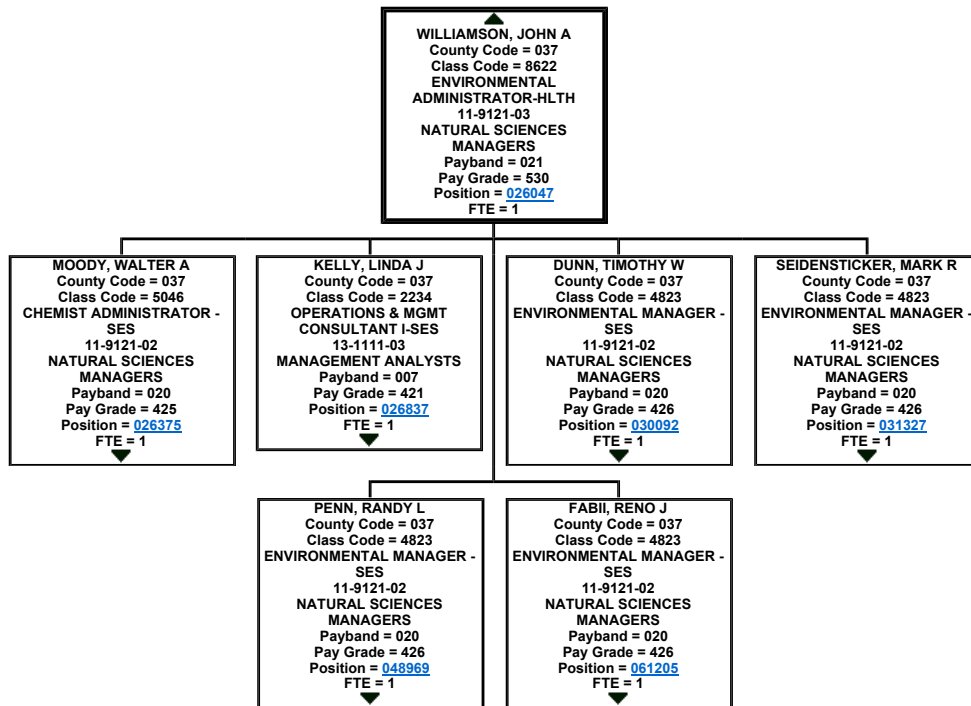 WILLIAMSON, JOHN A
County Code = 037
Class Code = 8622
ENVIRONMENTAL
ADMINISTRATOR-HLTH
11-9121-03
NATURAL SCIENCES
MANAGERS
Payband = 021
Pay Grade = 530
Position = 026047
FTE = 1
MOODY, WALTER A
County Code = 037
Class Code = 5046
CHEMIST ADMINISTRATOR -
SES
11-9121-02
NATURAL SCIENCES
MANAGERS
Payband = 020
Pay Grade = 425
Position = 026375
FTE = 1
KELLY, LINDA J
County Code = 037
Class Code = 2234
OPERATIONS & MGMT
CONSULTANT I-SES
13-1111-03
MANAGEMENT ANALYSTS
Payband = 007
Pay Grade = 421
Position = 026837
FTE = 1
DUNN, TIMOTHY W
County Code = 037
Class Code = 4823
ENVIRONMENTAL MANAGER -
SES
11-9121-02
NATURAL SCIENCES
MANAGERS
Payband = 020
Pay Grade = 426
Position = 030092
FTE = 1
SEIDENSTICKER, MARK R
County Code = 037
Class Code = 4823
ENVIRONMENTAL MANAGER -
SES
11-9121-02
NATURAL SCIENCES
MANAGERS
Payband = 020
Pay Grade = 426
Position = 031327
FTE = 1
PENN, RANDY L
County Code = 037
Class Code = 4823
ENVIRONMENTAL MANAGER -
SES
11-9121-02
NATURAL SCIENCES
MANAGERS
Payband = 020
Pay Grade = 426
Position = 048969
FTE = 1
FABII, RENO J
County Code = 037
Class Code = 4823
ENVIRONMENTAL MANAGER -
SES
11-9121-02
NATURAL SCIENCES
MANAGERS
Payband = 020
Pay Grade = 426
Position = 061205
FTE = 1